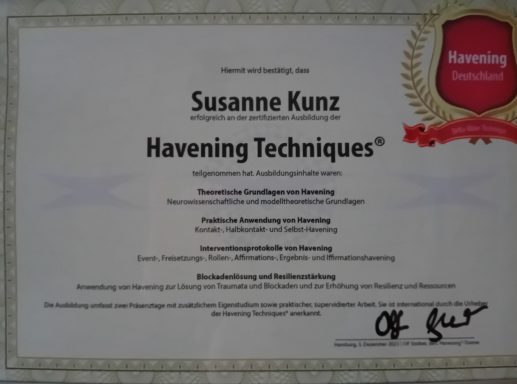 Havening
Deutschland
Hiermit wird bestätigt, dass
Susanne Kunz
erfolgreich an der zertifizierten Ausbildung der
Havening Techniques®
teilgenommen hat. Ausbildungsinhalte waren:
Theoretische Grundlagen von Havening
Neurowissenschaftliche und modelltheoretische Grundlagen
Praktische Anwendung von Havening
Kontakt-, Halbkontakt- und Selbst-Havening
Interventionsprotokolle von Havening
Event-, Freisetzungs-, Rollen-, Affirmations-, Ergebnis- und Iffirmationshavening
Blockadenlösung und Resilienzstärkung
Anwendung von Havening zur Lösung von Traumata und Blockaden und zur Erhöhung von Resilienz und Ressourcen
Die Ausbildung umfasst zwei Präsenztage mit zusätzlichem Eigenstudium sowie praktischer, supervidierter Arbeit. Sie ist international durch die Urheber
der Havening Techniques® anerkannt.
Hamburg, Dezember